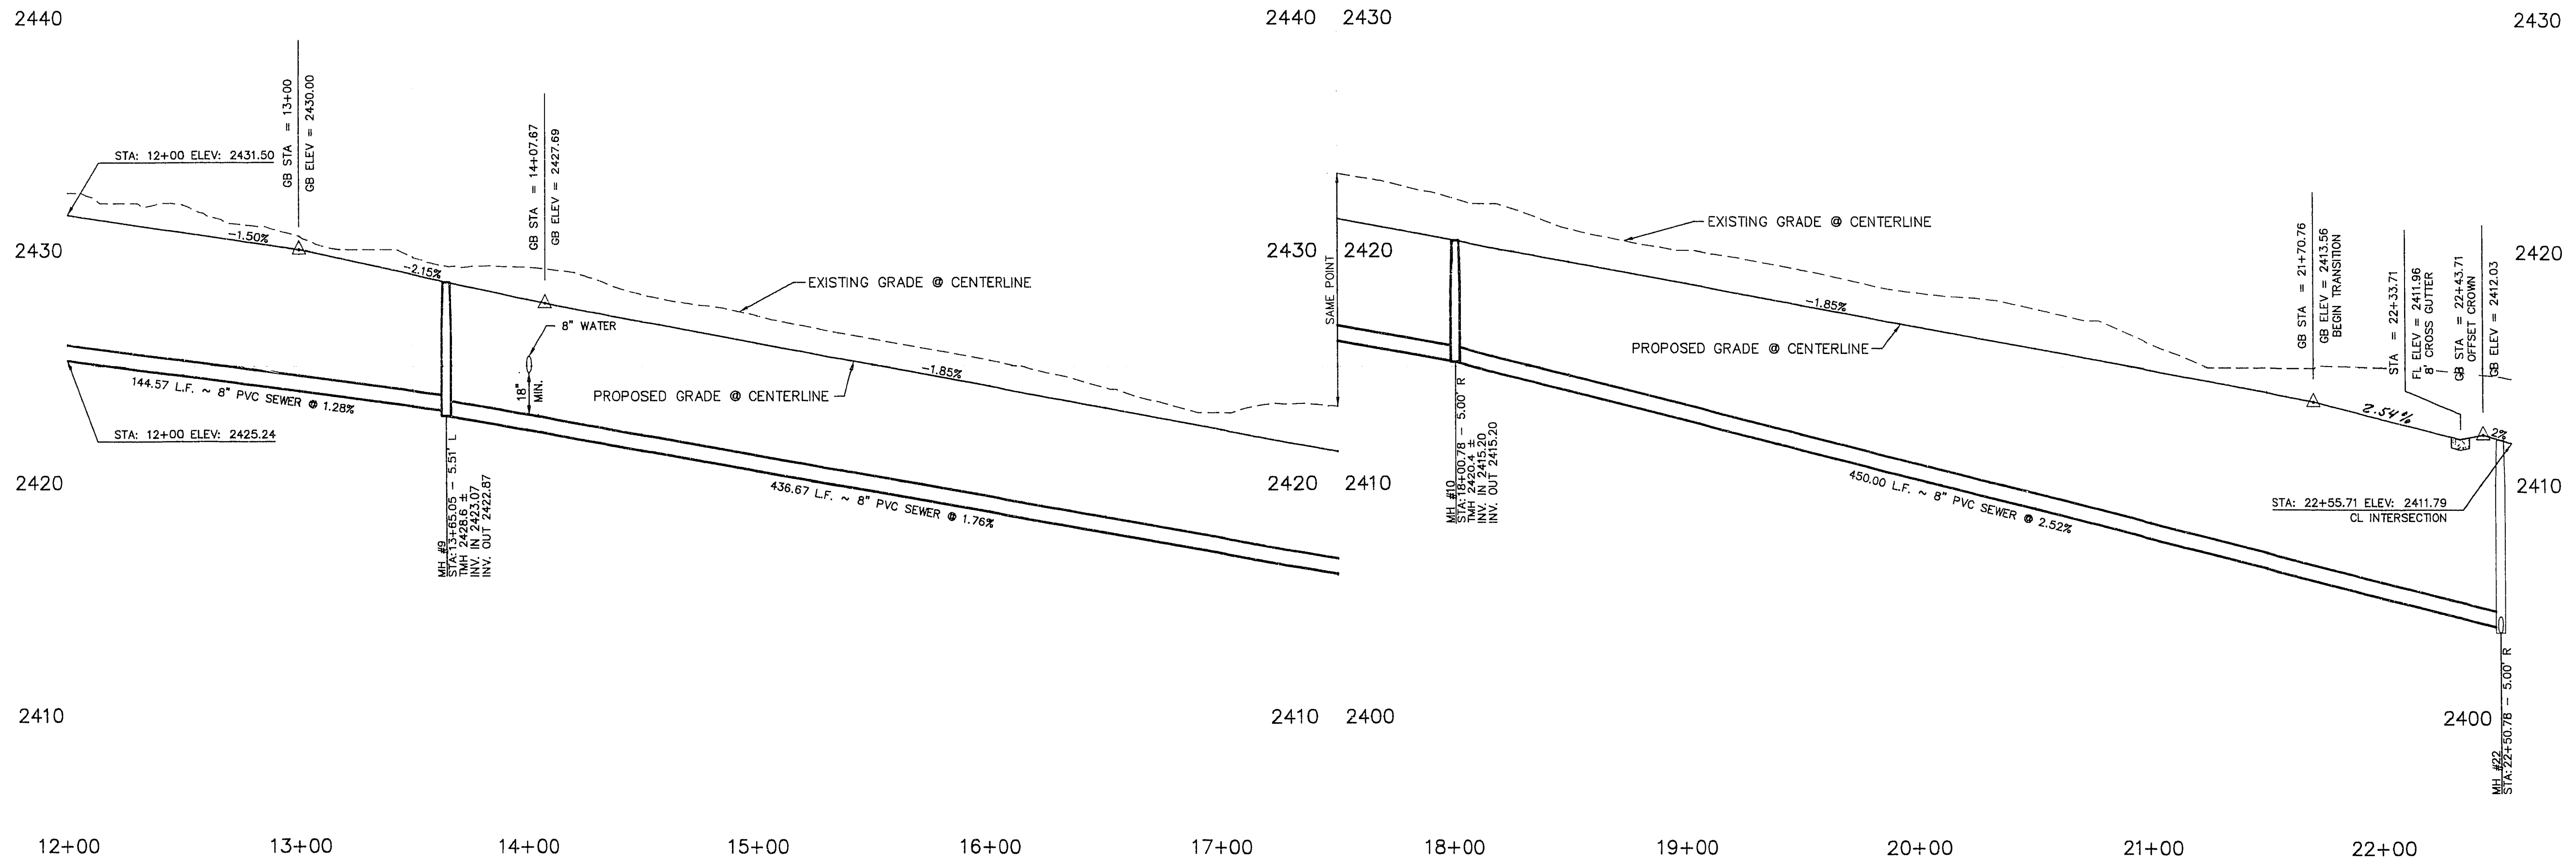 2440
2440
2430
2430
GB STA = 13+00
GB ELEV = 2430.00
GB STA = 14+07.67
GB ELEV = 2427.69
STA: 12+00 ELEV: 2431.50
-1.50%
-2.15%
2430
2430
2420
2420
EXISTING GRADE @ CENTERLINE
8" WATER
18"
MIN.
-1.85%
PROPOSED GRADE @ CENTERLINE
144.57 L.F. ~ 8" PVC SEWER @ 1.28%
STA: 12+00 ELEV: 2425.24
MH #9
STA: 13+65.05 - 5.51' L
TMH 2428.6 ±
INV. IN 2423.07
INV. OUT 2422.87
436.67 L.F. ~ 8" PVC SEWER @ 1.76%
SAME POINT
EXISTING GRADE @ CENTERLINE
-1.85%
PROPOSED GRADE @ CENTERLINE
MH #10
STA: 18+00.78 - 5.00' R
TMH 2420.4 ±
INV. IN 2415.20
INV. OUT 2415.20
450.00 L.F. ~ 8" PVC SEWER @ 2.52%
GB STA = 21+70.76
GB ELEV = 2413.56
BEGIN TRANSITION
STA = 22+33.71
FL ELEV = 2411.96
8' CROSS GUTTER
GB STA = 22+43.71
OFFSET CROWN
GB ELEV = 2412.03
2.54%
2%
STA: 22+55.71 ELEV: 2411.79
CL INTERSECTION
MH #22
STA: 22+50.78 - 5.00' R
2420
2420
2410
2410
2410
2410
2400
2400
12+00
13+00
14+00
15+00
16+00
17+00
18+00
19+00
20+00
21+00
22+00